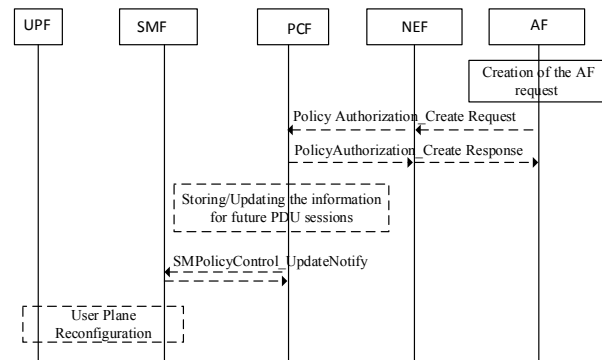 UPF SMF PCF NEF AF
Creation of the AF
request
Policy Authorization_Create Request
PolicyAuthorization_Create Response
Storing/Updating the information
for future PDU sessions
SMPolicyControl_UpdateNotify
User Plane
Reconfiguration